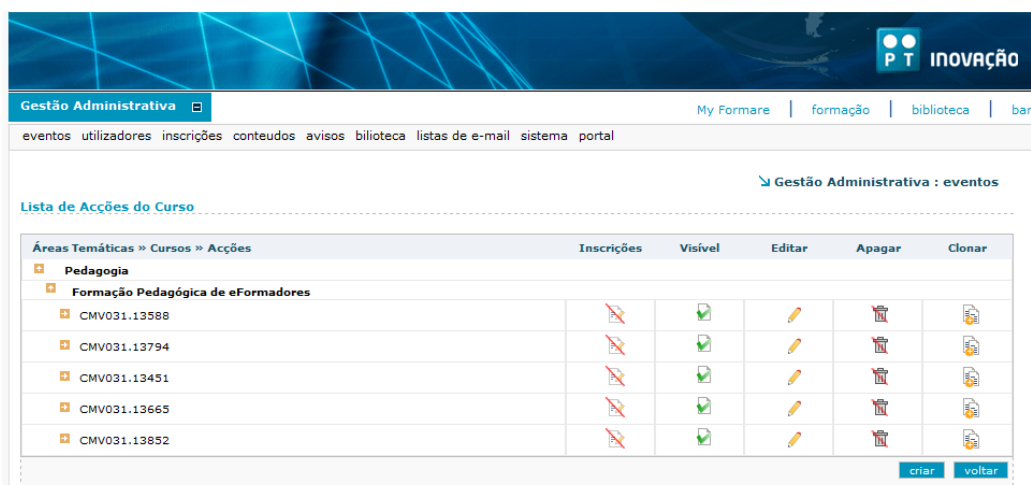 PT INOVAÇÃO
Gestão Administrativa
My Formare | formação | biblioteca | bar
eventos utilizadores inscrições conteudos avisos bilioteca listas de e-mail sistema portal
Gestão Administrativa : eventos
Lista de Acções do Curso
Áreas Temáticas » Cursos » Acções Inscrições Visível Editar Apagar Clonar
Pedagogia
Formação Pedagógica de eFormadores
CMV031.13588
CMV031.13794
CMV031.13451
CMV031.13665
CMV031.13852
criar voltar